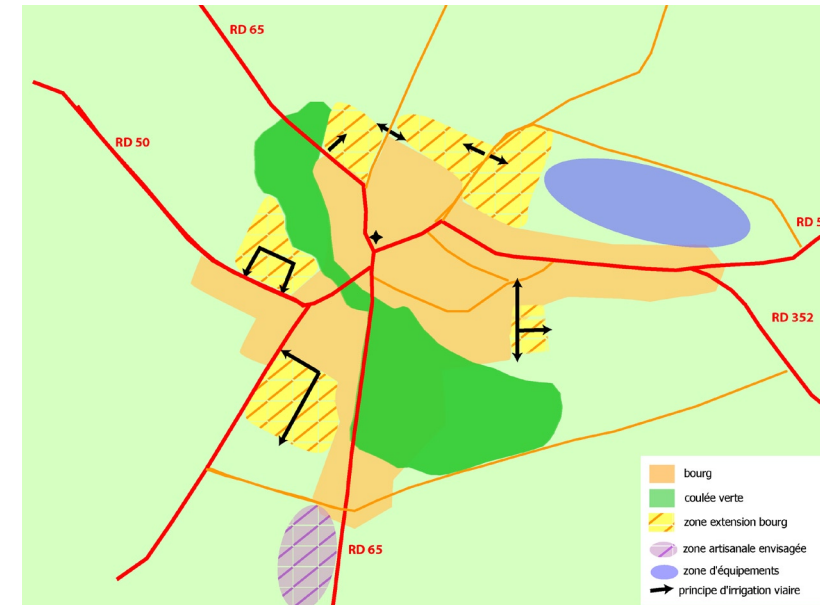 RD 65
RD 50
RD 5
RD 352
RD 65
bourg
coulée verte
zone extension bourg
zone artisanale envisagée
zone d'équipements
principe d'irrigation viaire